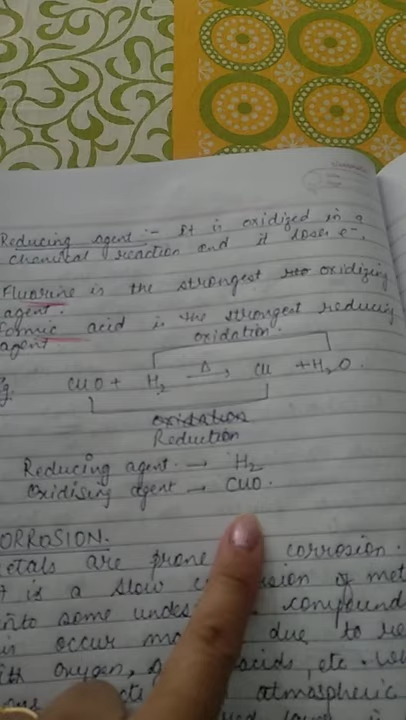 Reducing agent :- It is oxidized in a
chemical reaction and it loses e-.
Fluorine is the strongest oxidizing
agent.
Formic acid is the strongest reducing
agent
oxidation.
Eg. CuO + H2 Δ→ Cu + H2O.
oxidation
Reduction
Reducing agent. → H2
Oxidising agent → CuO.
ORROSION.
etals are prone corrosion.
t is a slow of met
into some compound
occur due to re
ith oxygen, acids, etc.
atmospheric